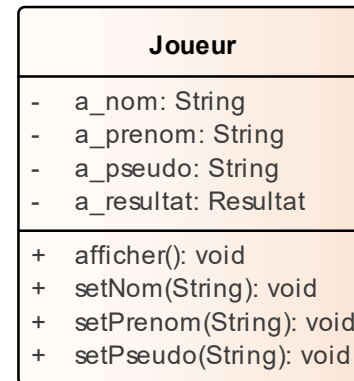 Joueur
- a_nom: String
- a_prenom: String
- a_pseudo: String
- a_resultat: Resultat
+ afficher(): void
+ setNom(String): void
+ setPrenom(String): void
+ setPseudo(String): void